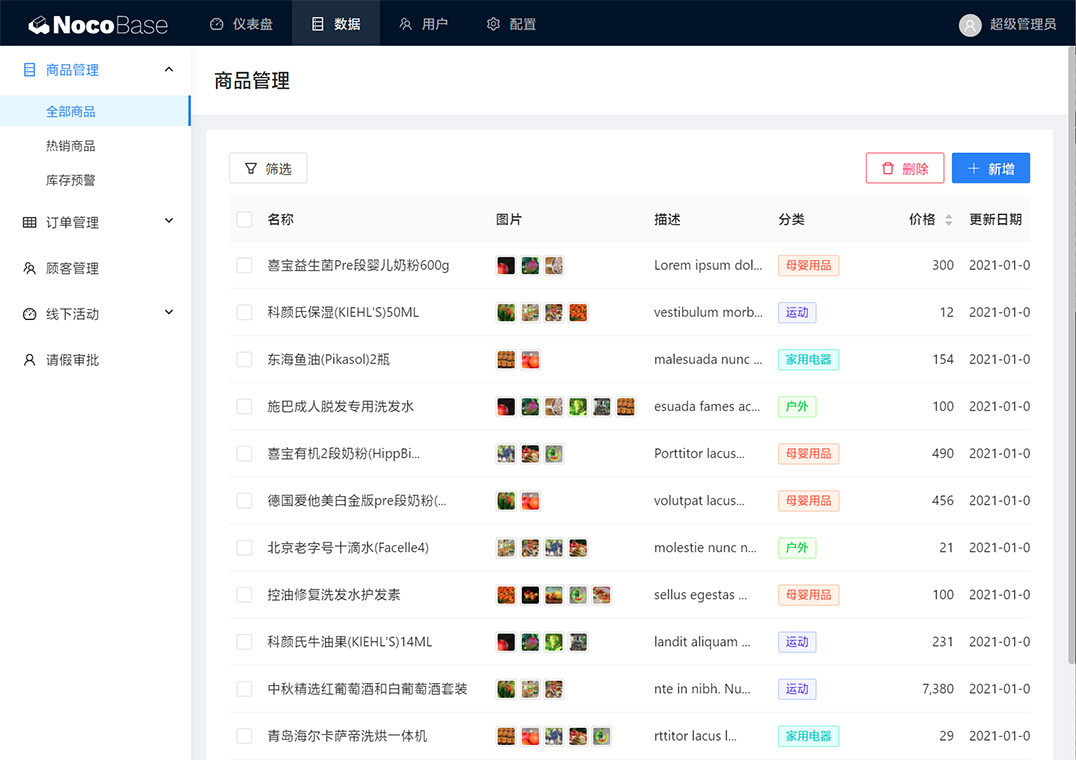 NocoBase 仪表盘 数据 用户 配置 超级管理员
商品管理
全部商品
热销商品
库存预警
订单管理
顾客管理
线下活动
请假审批
商品管理
筛选 删除 新增
名称 图片 描述 分类 价格 更新日期
喜宝益生菌Pre段婴儿奶粉600g Lorem ipsum dol... 母婴用品 300 2021-01-0
科颜氏保湿(KIEHL'S)50ML vestibulum morb... 运动 12 2021-01-0
东海鱼油(Pikasol)2瓶 malesuada nunc ... 家用电器 154 2021-01-0
施巴成人脱发专用洗发水 esuada fames ac... 户外 100 2021-01-0
喜宝有机2段奶粉(HippBi... Porttitor lacus... 母婴用品 490 2021-01-0
德国爱他美白金版pre段奶粉(... volutpat lacus... 母婴用品 456 2021-01-0
北京老字号十滴水(Facelle4) molestie nunc n... 户外 21 2021-01-0
控油修复洗发水护发素 sellus egestas ... 母婴用品 100 2021-01-0
科颜氏牛油果(KIEHL'S)14ML landit aliquam ... 运动 231 2021-01-0
中秋精选红葡萄酒和白葡萄酒套装 nte in nibh. Nu... 运动 7,380 2021-01-0
青岛海尔卡萨帝洗烘一体机 rttitor lacus l... 家用电器 29 2021-01-0